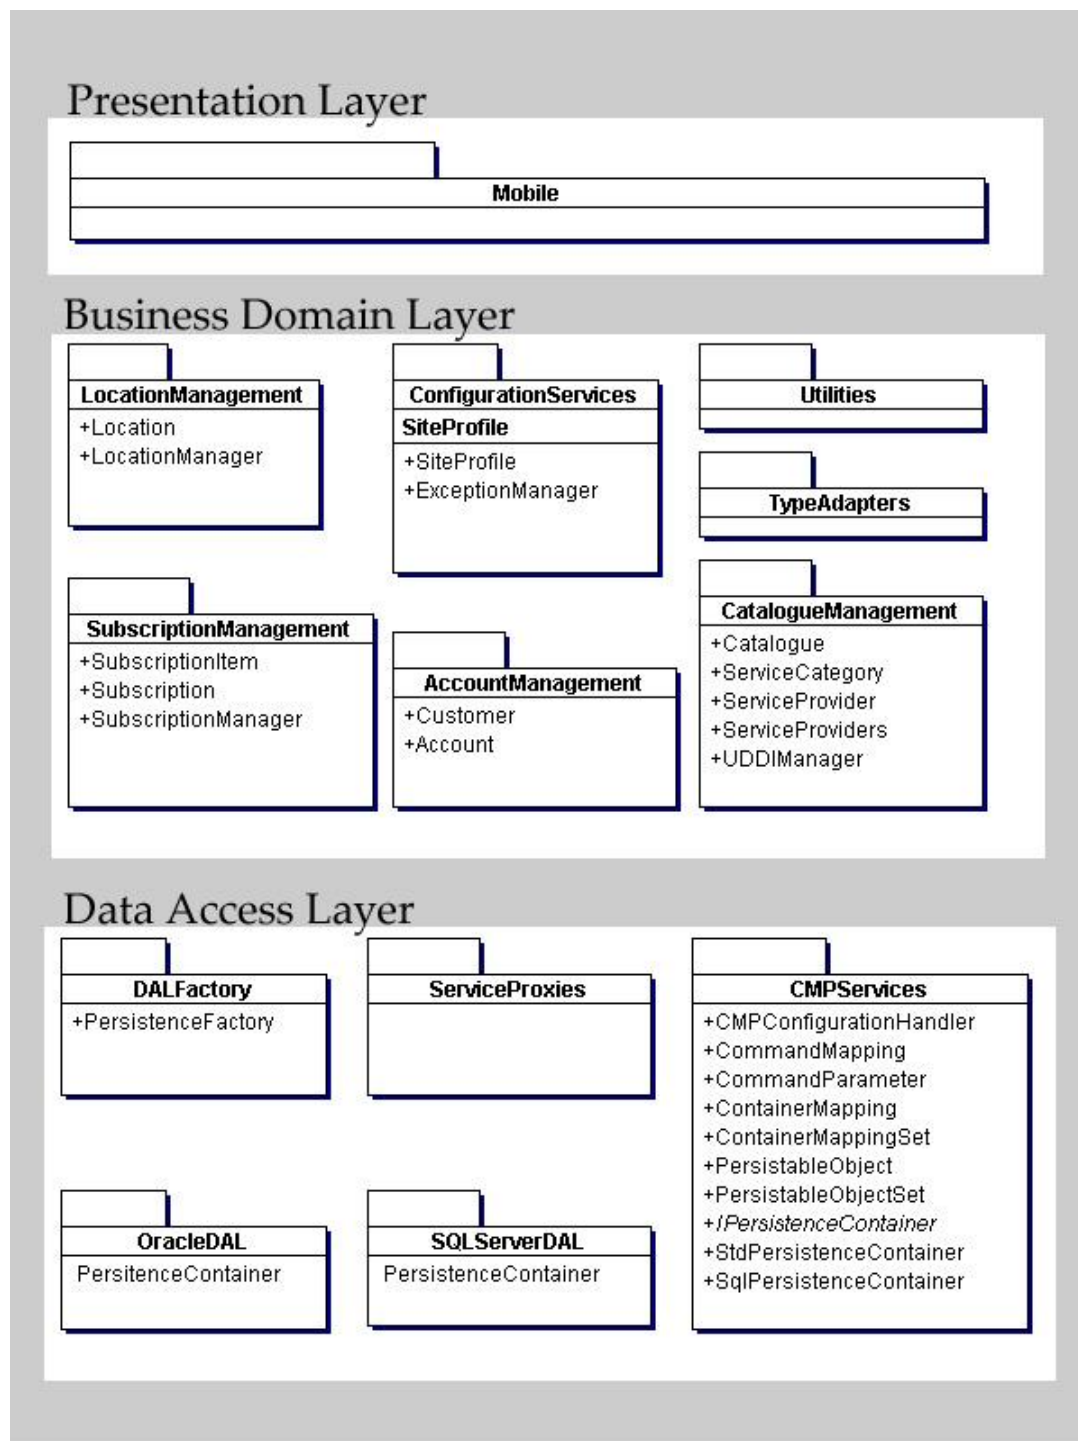 Presentation Layer
Mobile
Business Domain Layer
LocationManagement
+Location
+LocationManager
ConfigurationServices
SiteProfile
+SiteProfile
+ExceptionManager
Utilities
TypeAdapters
SubscriptionManagement
+SubscriptionItem
+Subscription
+SubscriptionManager
AccountManagement
+Customer
+Account
CatalogueManagement
+Catalogue
+ServiceCategory
+ServiceProvider
+ServiceProviders
+UDDIManager
Data Access Layer
DALFactory
+PersistenceFactory
ServiceProxies
CMPServices
+CMPConfigurationHandler
+CommandMapping
+CommandParameter
+ContainerMapping
+ContainerMappingSet
+PersistableObject
+PersistableObjectSet
+IPersistenceContainer
+StdPersistenceContainer
+SqlPersistenceContainer
OracleDAL
PersitenceContainer
SQLServerDAL
PersistenceContainer